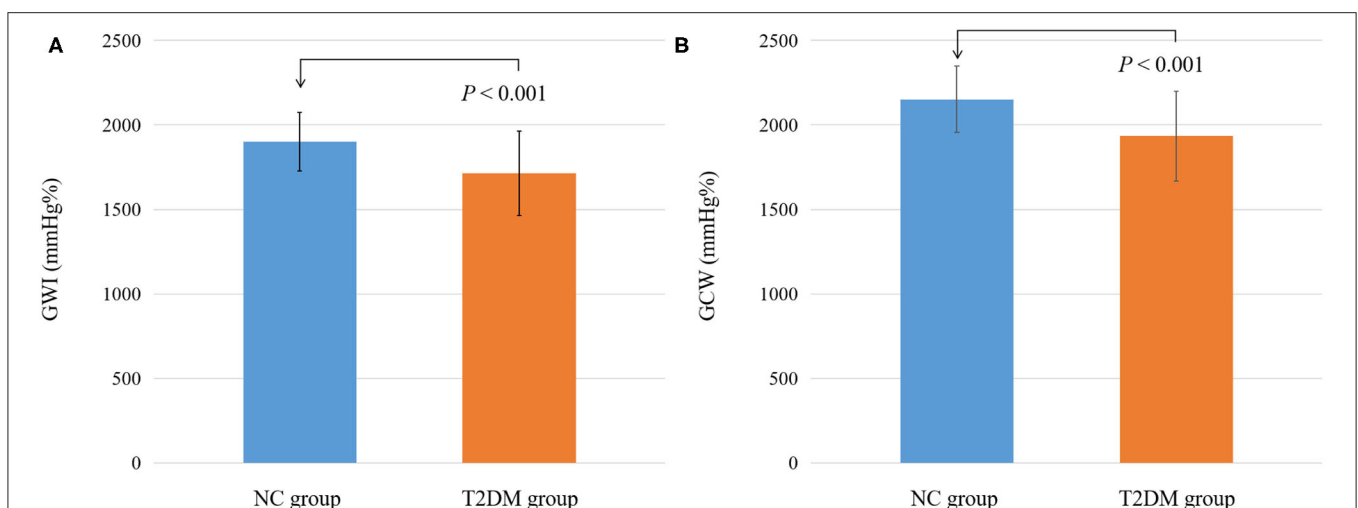 A
2500
2000
1500
1000
500
0
GWI (mmHg%)
P < 0.001
NC group
T2DM group
B
2500
2000
1500
1000
500
0
GCW (mmHg%)
P < 0.001
NC group
T2DM group